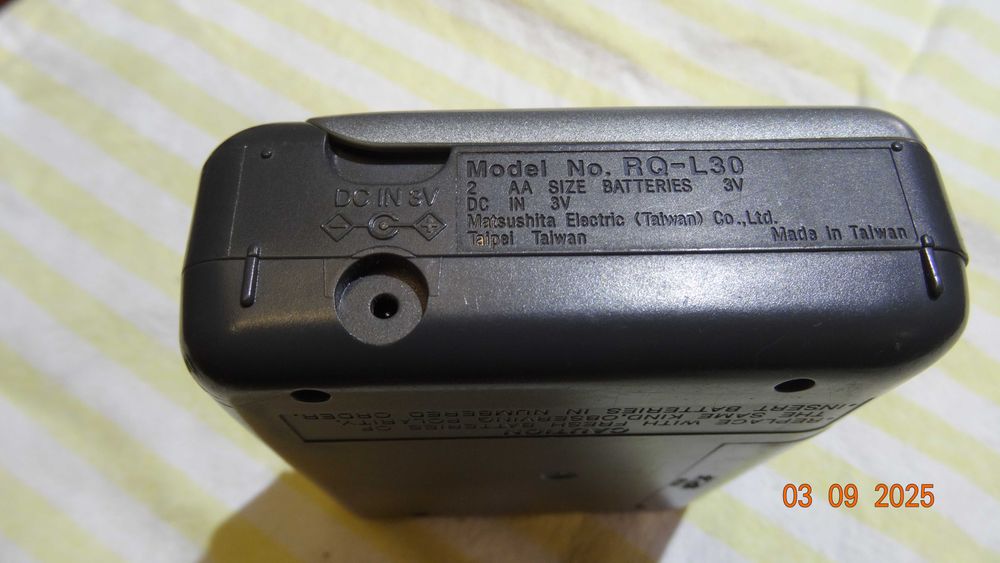 Model No. RQ-L30
2 AA SIZE BATTERIES 3V
DC IN 3V
Matsushita Electric (Taiwan) Co.,Ltd.
Taipei Taiwan Made in Taiwan
DC IN 3V
- +
CAUTION
.REPLACE WITH FRESH BATTERIES OF
THE SAME KIND,OBSERVING POLARITY.
.INSERT BATTERIES IN NUMBERED ORDER.
03 09 2025